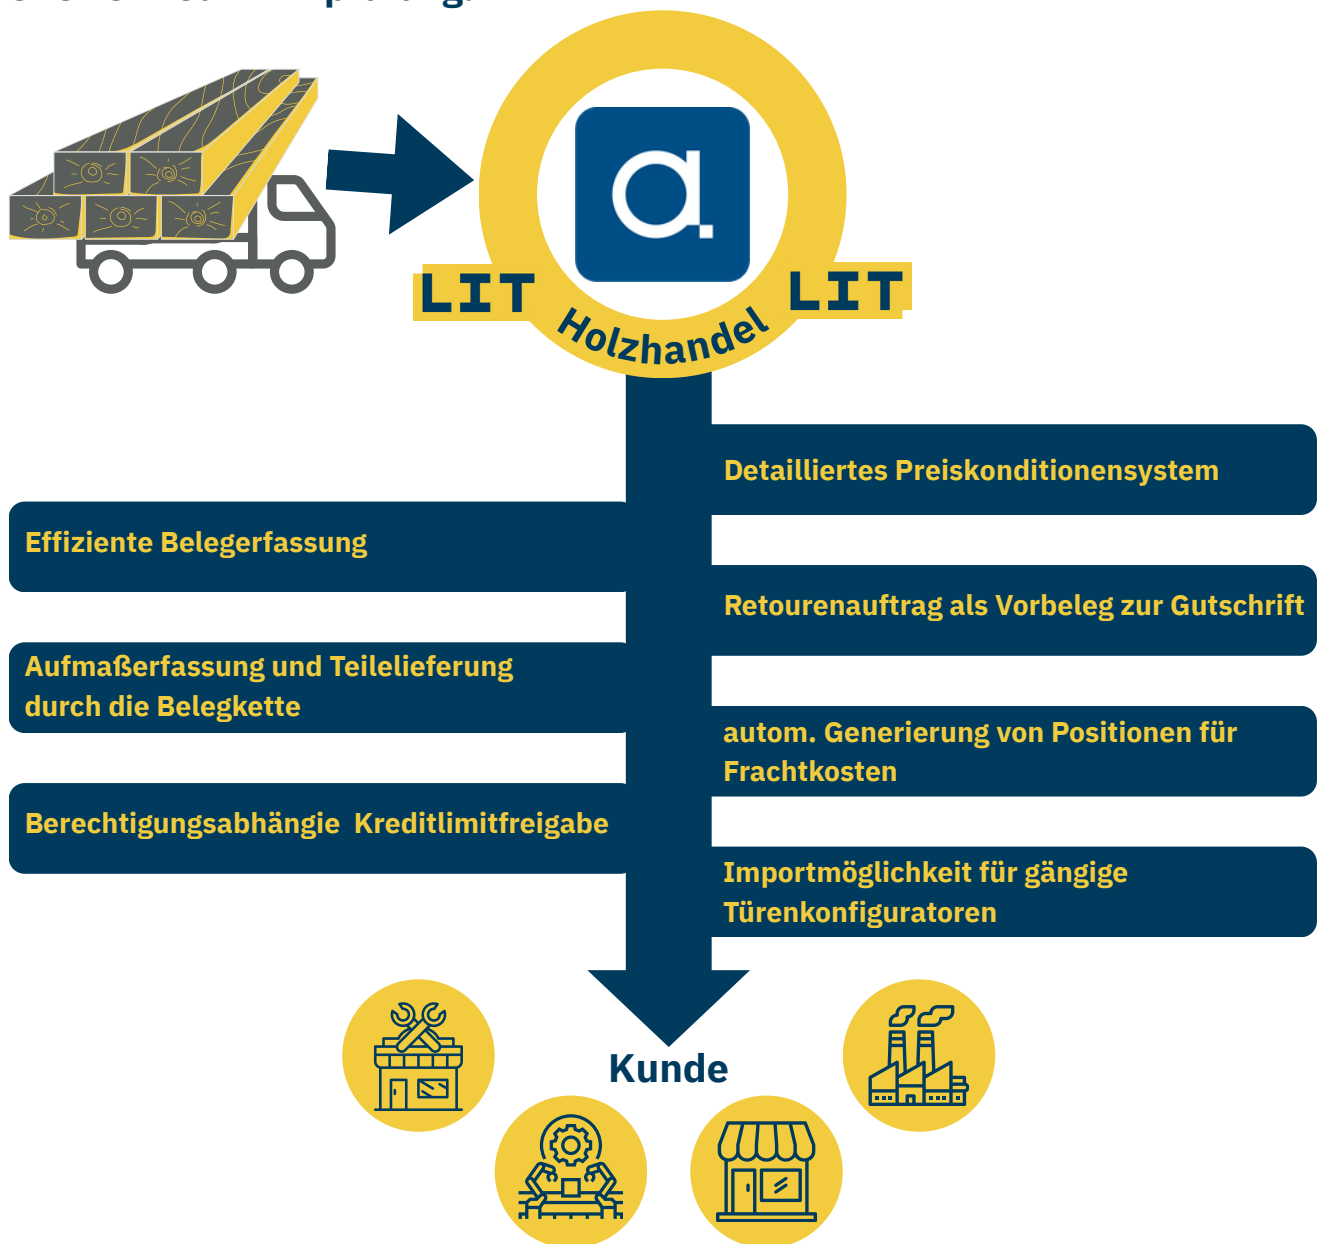 LIT
LIT
Holzhandel
Detailliertes Preiskonditionensystem
Effiziente Belegerfassung
Retourenauftrag als Vorbeleg zur Gutschrift
Aufmaßerfassung und Teilelieferung
durch die Belegkette
autom. Generierung von Positionen für
Frachtkosten
Berechtigungsabhängie Kreditlimitfreigabe
Importmöglichkeit für gängige
Türenkonfiguratoren
Kunde